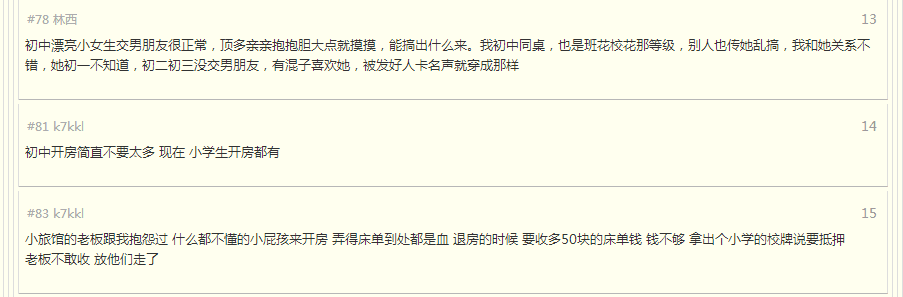 #78 林西
13
初中漂亮小女生交男朋友很正常，顶多亲亲抱抱胆大点就摸摸，能搞出什么来。我初中同桌，也是班花校花那等级，别人也传她乱搞，我和她关系不
错，她初一不知道，初二初三没交男朋友，有混子喜欢她，被发好人卡名声就穿成那样
#81 k7kkl
14
初中开房简直不要太多 现在 小学生开房都有
#83 k7kkl
15
小旅馆的老板跟我抱怨过 什么都不懂的小屁孩来开房 弄得床单到处都是血 退房的时候 要收多50块的床单钱 钱不够 拿出个小学的校牌说要抵押
老板不敢收 放他们走了